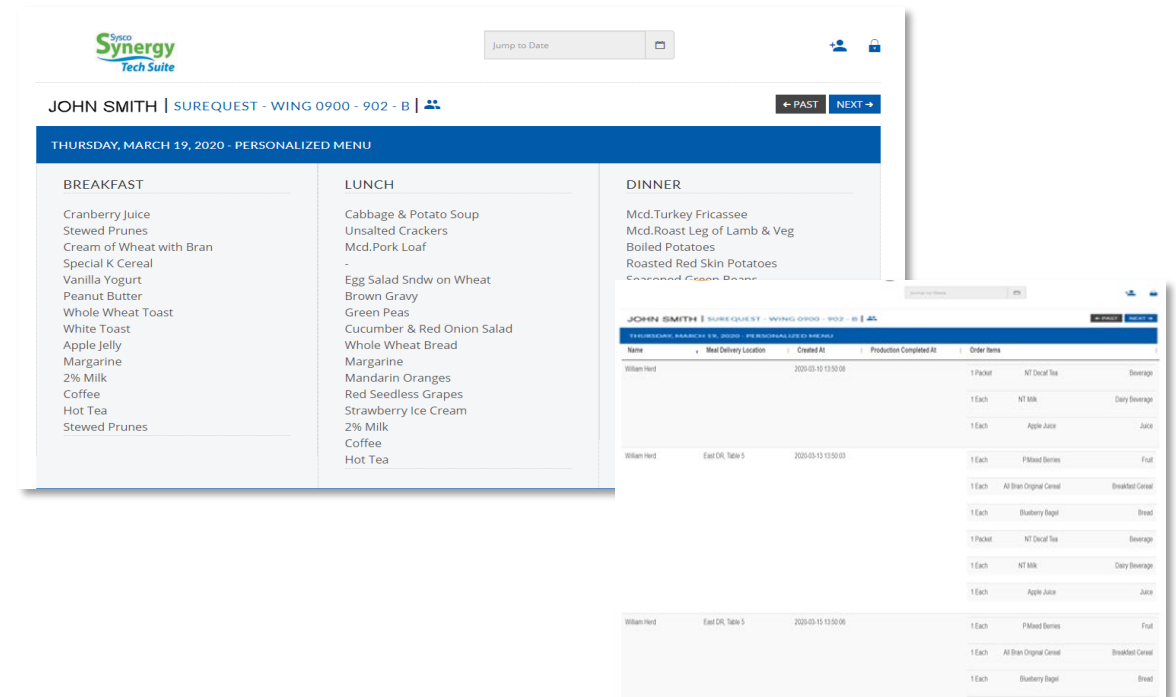 Sysco
Synergy
Tech Suite
Jump to Date
JOHN SMITH | SUREQUEST - WING 0900 - 902 - B |
← PAST NEXT →
THURSDAY, MARCH 19, 2020 - PERSONALIZED MENU
BREAKFAST
Cranberry Juice
Stewed Prunes
Cream of Wheat with Bran
Special K Cereal
Vanilla Yogurt
Peanut Butter
Whole Wheat Toast
White Toast
Apple Jelly
Margarine
2% Milk
Coffee
Hot Tea
Stewed Prunes
LUNCH
Cabbage & Potato Soup
Unsalted Crackers
Mcd.Pork Loaf
-
Egg Salad Sndw on Wheat
Brown Gravy
Green Peas
Cucumber & Red Onion Salad
Whole Wheat Bread
Margarine
Mandarin Oranges
Red Seedless Grapes
Strawberry Ice Cream
2% Milk
Coffee
Hot Tea
DINNER
Mcd.Turkey Fricassee
Mcd.Roast Leg of Lamb & Veg
Boiled Potatoes
Roasted Red Skin Potatoes
Seasoned Green Beans
Jump to Date
JOHN SMITH | SUREQUEST - WING 0900 - 902 - B |
← PAST NEXT →
THURSDAY, MARCH 19, 2020 - PERSONALIZED MENU
Name Meal Delivery Location Created At Production Completed At Order Items
William Herd 2020-03-10 13:50:08 1 Packet NT Decaf Tea Beverage
1 Each NT Milk Dairy Beverage
1 Each Apple Juice Juice
William Herd East DR, Table 5 2020-03-13 13:50:03 1 Each P.Mixed Berries Fruit
1 Each All Bran Original Cereal Breakfast Cereal
1 Each Blueberry Bagel Bread
1 Packet NT Decaf Tea Beverage
1 Each NT Milk Dairy Beverage
1 Each Apple Juice Juice
William Herd East DR, Table 5 2020-03-15 13:50:06 1 Each P.Mixed Berries Fruit
1 Each All Bran Original Cereal Breakfast Cereal
1 Each Blueberry Bagel Bread